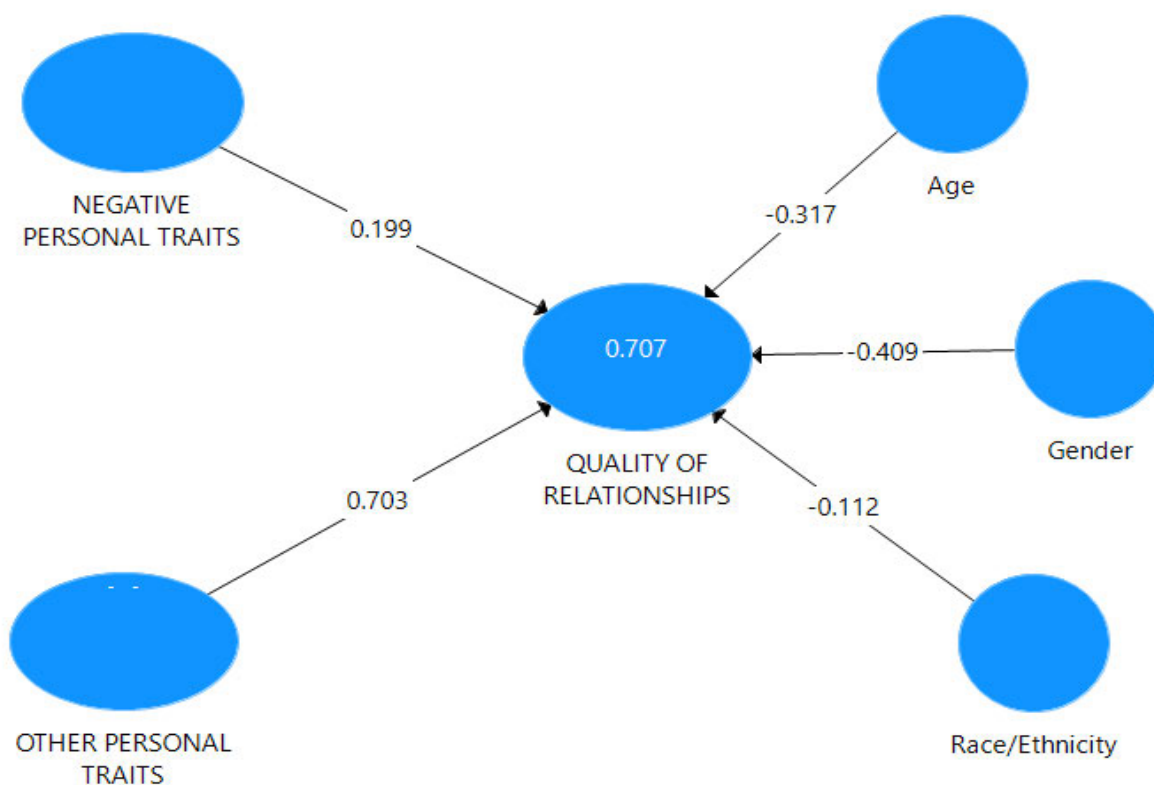 NEGATIVE
PERSONAL TRAITS
0.199
Age
-0.317
0.707
QUALITY OF
RELATIONSHIPS
-0.409
Gender
0.703
-0.112
- -
OTHER PERSONAL
TRAITS
Race/Ethnicity